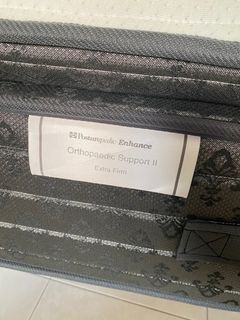 Posturepedic Enhance
Orthopaedic Support II
Extra Firm